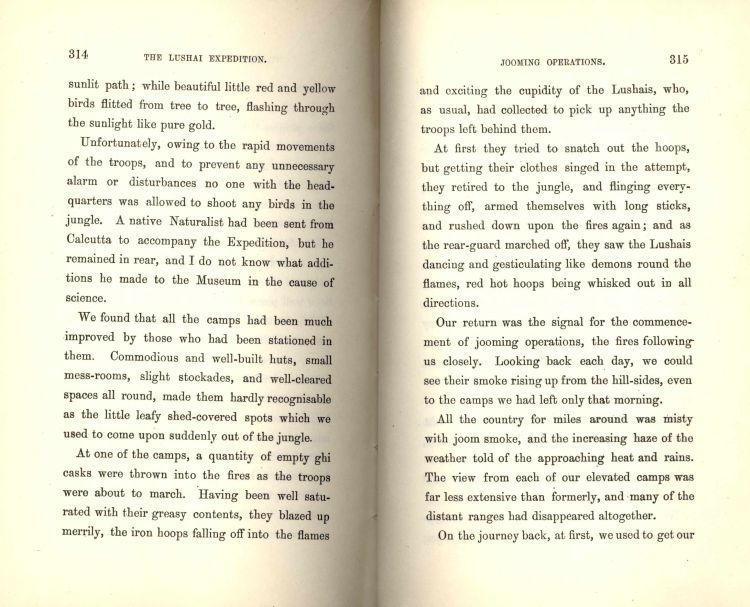 314
THE LUSHAI EXPEDITION.
sunlit path; while beautiful little red and yellow
birds flitted from tree to tree, flashing through
the sunlight like pure gold.
Unfortunately, owing to the rapid movements
of the troops, and to prevent any unnecessary
alarm or disturbances no one with the head-
quarters was allowed to shoot any birds in the
jungle. A native Naturalist had been sent from
Calcutta to accompany the Expedition, but he
remained in rear, and I do not know what addi-
tions he made to the Museum in the cause of
science.
We found that all the camps had been much
improved by those who had been stationed in
them. Commodious and well-built huts, small
mess-rooms, slight stockades, and well-cleared
spaces all round, made them hardly recognisable
as the little leafy shed-covered spots which we
used to come upon suddenly out of the jungle.
At one of the camps, a quantity of empty ghi
casks were thrown into the fires as the troops
were about to march. Having been well satu-
rated with their greasy contents, they blazed up
merrily, the iron hoops falling off into the flames
JOOMING OPERATIONS.
315
and exciting the cupidity of the Lushais, who,
as usual, had collected to pick up anything the
troops left behind them.
At first they tried to snatch out the hoops,
but getting their clothes singed in the attempt,
they retired to the jungle, and flinging every-
thing off, armed themselves with long sticks,
and rushed down upon the fires again; and as
the rear-guard marched off, they saw the Lushais
dancing and gesticulating like demons round the
flames, red hot hoops being whisked out in all
directions.
Our return was the signal for the commence-
ment of jooming operations, the fires following
us closely. Looking back each day, we could
see their smoke rising up from the hill-sides, even
to the camps we had left only that morning.
All the country for miles around was misty
with joom smoke, and the increasing haze of the
weather told of the approaching heat and rains.
The view from each of our elevated camps was
far less extensive than formerly, and many of the
distant ranges had disappeared altogether.
On the journey back, at first, we used to get our